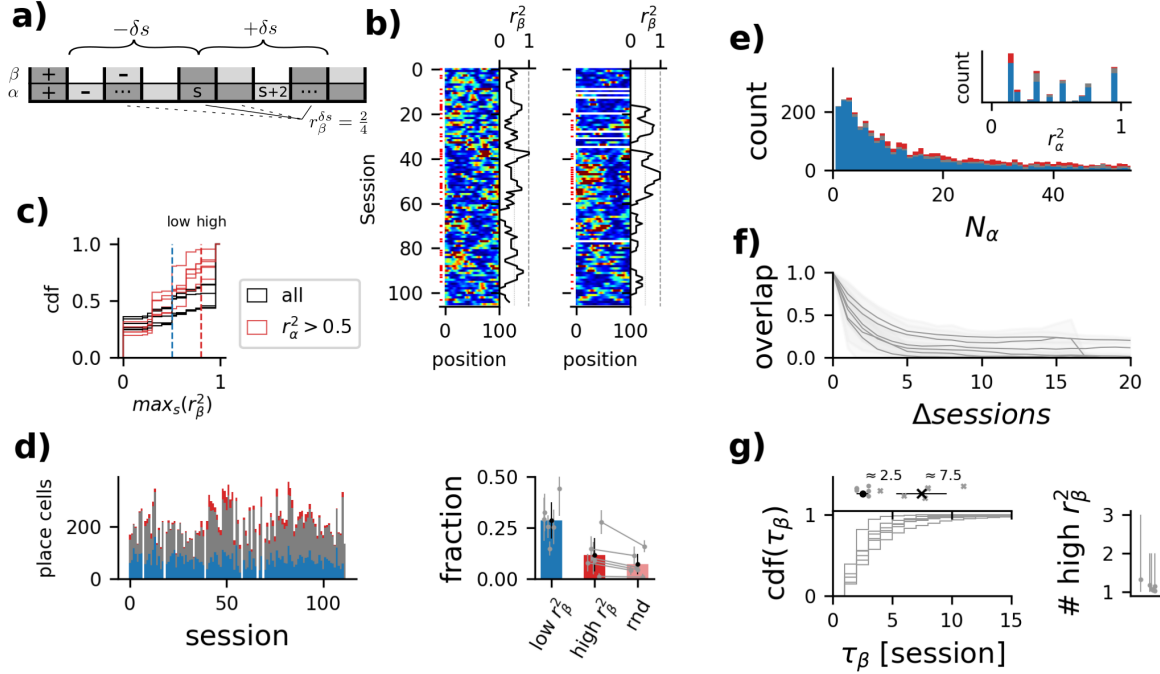 a)
−δs
+δs
β
+
-
α
+
-
...
s
s+2
...
r_β^δs = 2/4
b)
r_β^2
r_β^2
0 1
0 1
0
20
40
60
80
100
Session
0 100
0 100
position
position
c)
low high
1.0
0.5
0.0
cdf
0 1
max_s(r_β^2)
all
r_α^2 > 0.5
d)
place cells
200
0
0 50 100
session
fraction
0.50
0.25
0.00
low r_β^2
high r_β^2
rnd
e)
count
200
0
0 20 40
N_α
count
0 1
r_α^2
f)
overlap
1.0
0.5
0.0
0 5 10 15 20
Δsessions
g)
≈ 2.5
≈ 7.5
cdf(τ_β)
1
0
0 5 10 15
τ_β [session]
# high r_β^2
3
2
1